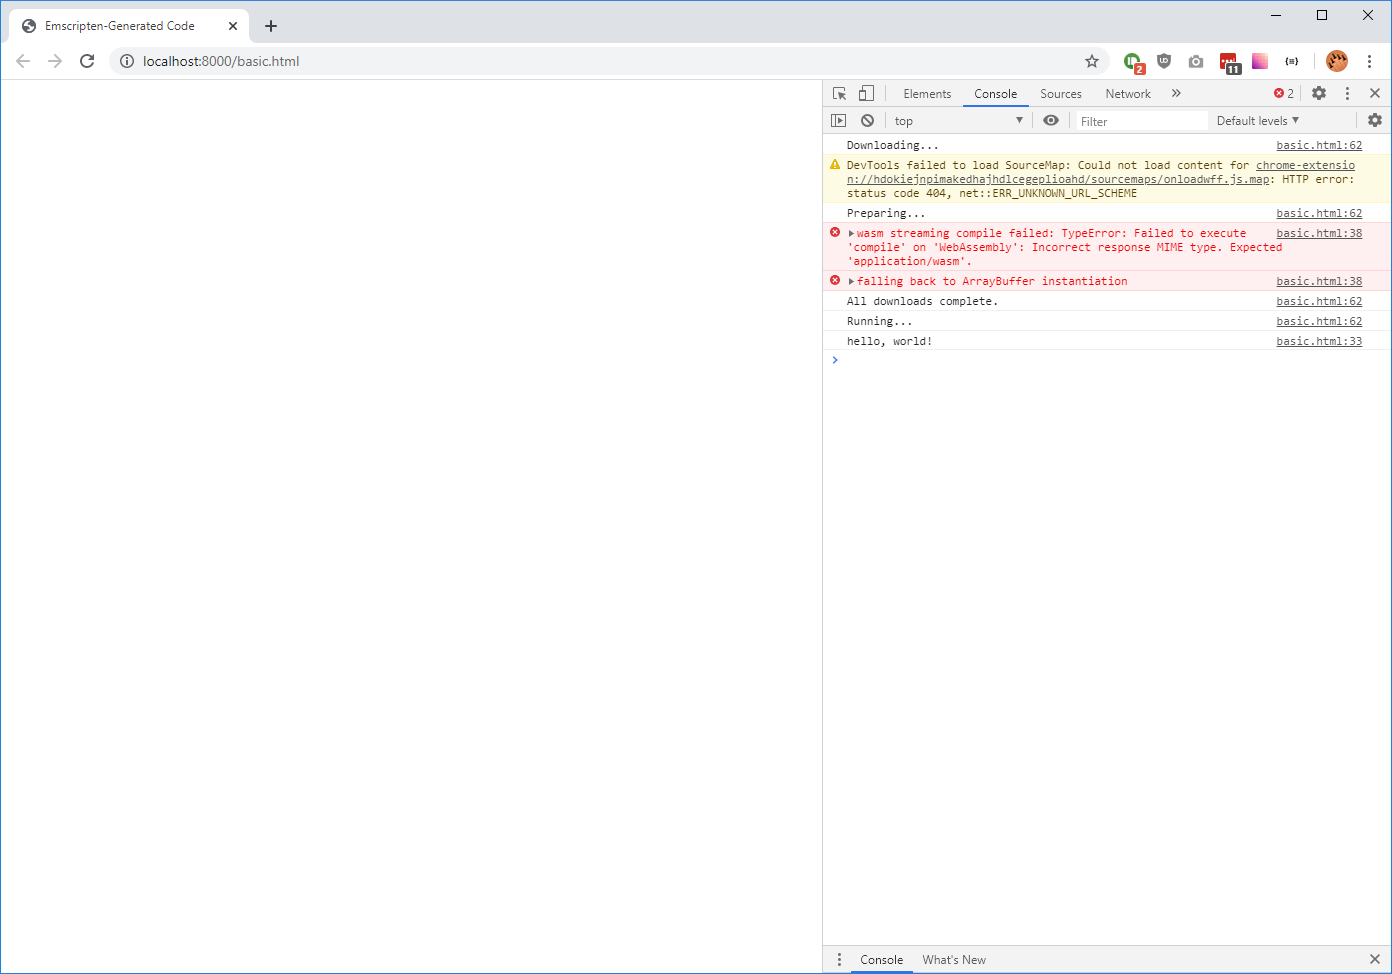 Emscripten-Generated Code
localhost:8000/basic.html
2
UD
11
Elements Console Sources Network » 2
top Filter Default levels
Downloading... basic.html:62
DevTools failed to load SourceMap: Could not load content for chrome-extensio
n://hdokiejnpimakedhajhdlcegeplioahd/sourcemaps/onloadwff.js.map: HTTP error:
status code 404, net::ERR_UNKNOWN_URL_SCHEME
Preparing... basic.html:62
wasm streaming compile failed: TypeError: Failed to execute basic.html:38
'compile' on 'WebAssembly': Incorrect response MIME type. Expected
'application/wasm'.
falling back to ArrayBuffer instantiation basic.html:38
All downloads complete. basic.html:62
Running... basic.html:62
hello, world! basic.html:33
Console What's New